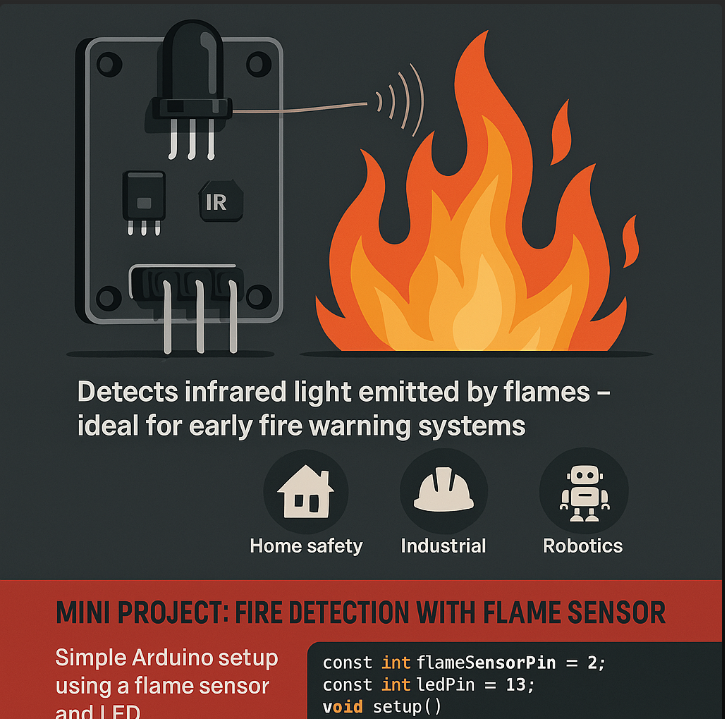 IR
Detects infrared light emitted by flames –
ideal for early fire warning systems
Home safety
Industrial
Robotics
MINI PROJECT: FIRE DETECTION WITH FLAME SENSOR
Simple Arduino setup
using a flame sensor
and LED
const int flameSensorPin = 2;
const int ledPin = 13;
void setup()